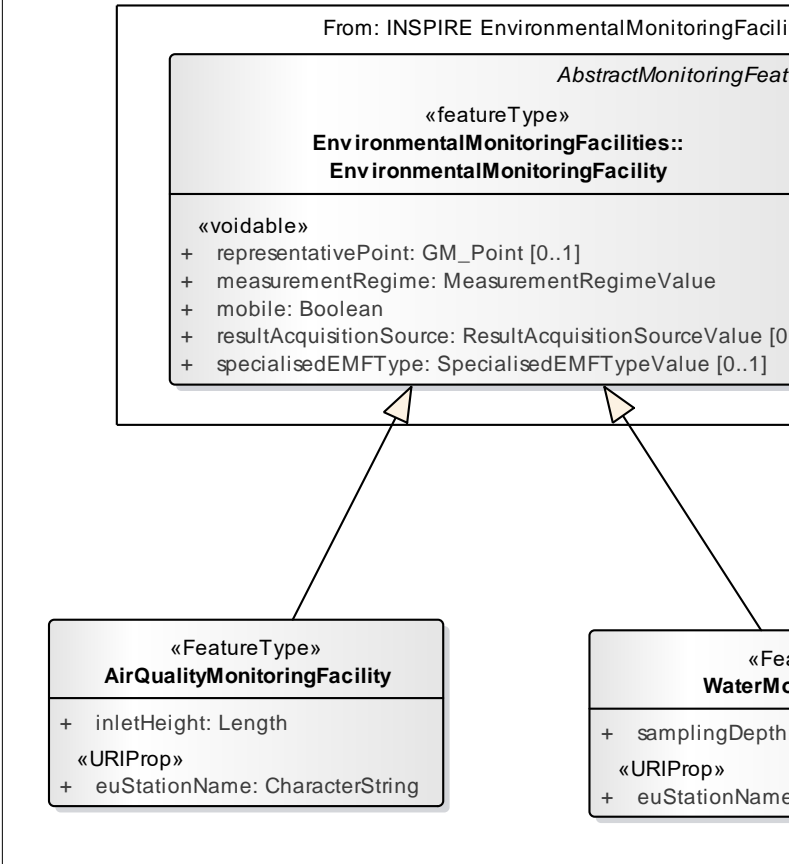 From: INSPIRE EnvironmentalMonitoringFacili
AbstractMonitoringFeat
«featureType»
EnvironmentalMonitoringFacilities::
EnvironmentalMonitoringFacility
«voidable»
+ representativePoint: GM_Point [0..1]
+ measurementRegime: MeasurementRegimeValue
+ mobile: Boolean
+ resultAcquisitionSource: ResultAcquisitionSourceValue [0
+ specialisedEMFType: SpecialisedEMFTypeValue [0..1]
«FeatureType»
AirQualityMonitoringFacility
+ inletHeight: Length
«URIProp»
+ euStationName: CharacterString
«Fea
WaterMo
+ samplingDepth
«URIProp»
+ euStationName